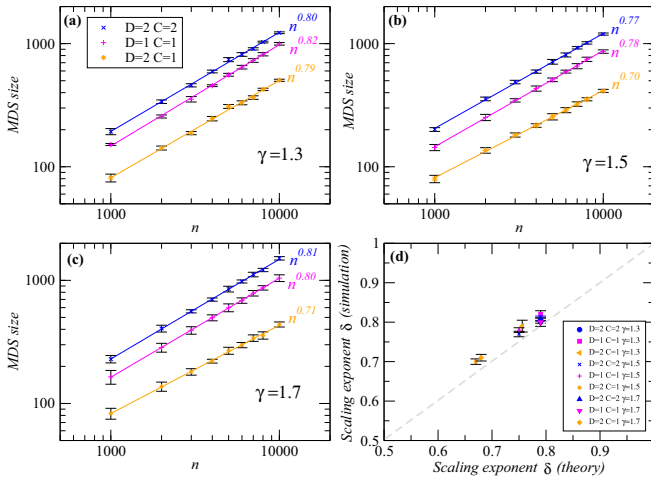 (a)
D=2 C=2
D=1 C=1
D=2 C=1
n^0.80
n^0.82
n^0.79
γ=1.3
MDS size
1000
100
1000
10000
n
(b)
n^0.77
n^0.78
n^0.70
γ=1.5
MDS size
1000
100
1000
10000
n
(c)
n^0.81
n^0.80
n^0.71
γ=1.7
MDS size
1000
100
1000
10000
n
(d)
Scaling exponent δ (simulation)
1
0.9
0.8
0.7
0.6
0.5
0.5
0.6
0.7
0.8
0.9
Scaling exponent δ (theory)
D=2 C=2 γ=1.3
D=1 C=1 γ=1.3
D=2 C=1 γ=1.3
D=2 C=2 γ=1.5
D=1 C=1 γ=1.5
D=2 C=1 γ=1.5
D=2 C=2 γ=1.7
D=1 C=1 γ=1.7
D=2 C=1 γ=1.7